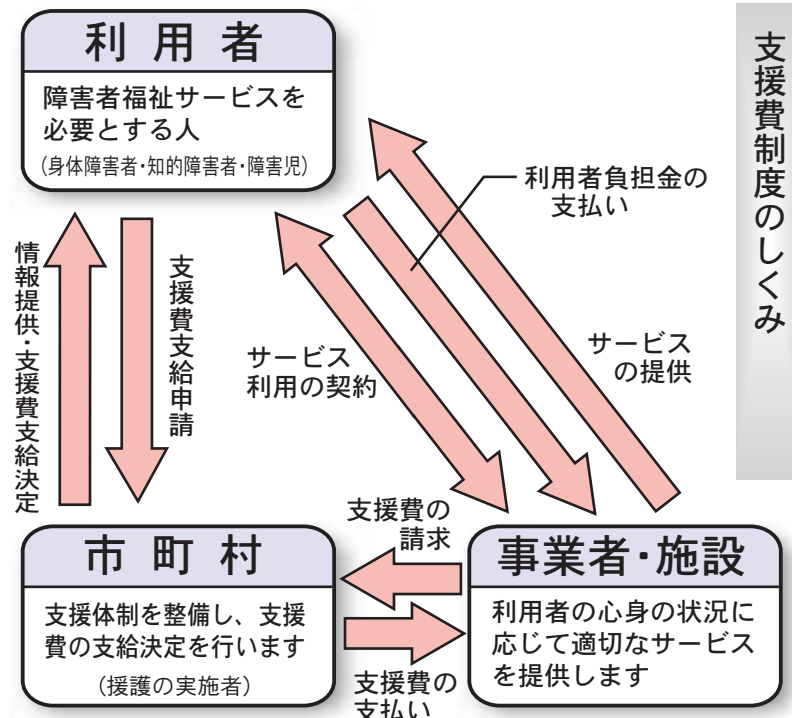 支援費制度のしくみ
利用者
障害者福祉サービスを
必要とする人
(身体障害者・知的障害者・障害児)
利用者負担金の
支払い
情報提供・支援費支給決定
支援費支給申請
サービス
利用の契約
サービス
の提供
支援費の
請求
市町村
支援体制を整備し、支援
費の支給決定を行います
(援護の実施者)
支援費の
支払い
事業者・施設
利用者の心身の状況に
応じて適切なサービス
を提供します